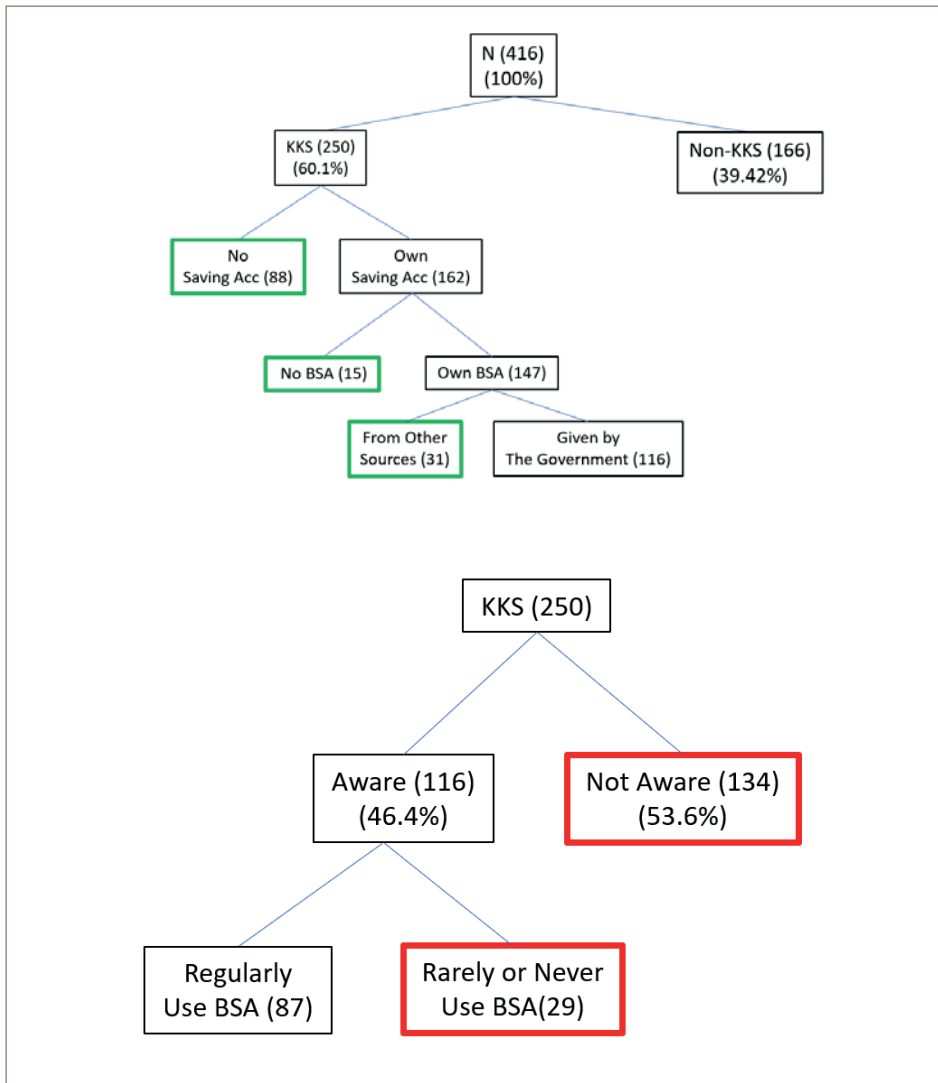 N (416)
(100%)
KKS (250)
(60.1%)
Non-KKS (166)
(39.42%)
No
Saving Acc (88)
Own
Saving Acc (162)
No BSA (15)
Own BSA (147)
From Other
Sources (31)
Given by
The Government (116)
KKS (250)
Aware (116)
(46.4%)
Not Aware (134)
(53.6%)
Regularly
Use BSA (87)
Rarely or Never
Use BSA(29)